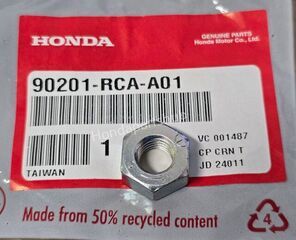 HONDA
GENUINE PARTS
Honda Motor Co., Ltd.
90201-RCA-A01
1
VC 001487
CP CRN T
JD 24011
TAIWAN
Made from 50% recycled content
4